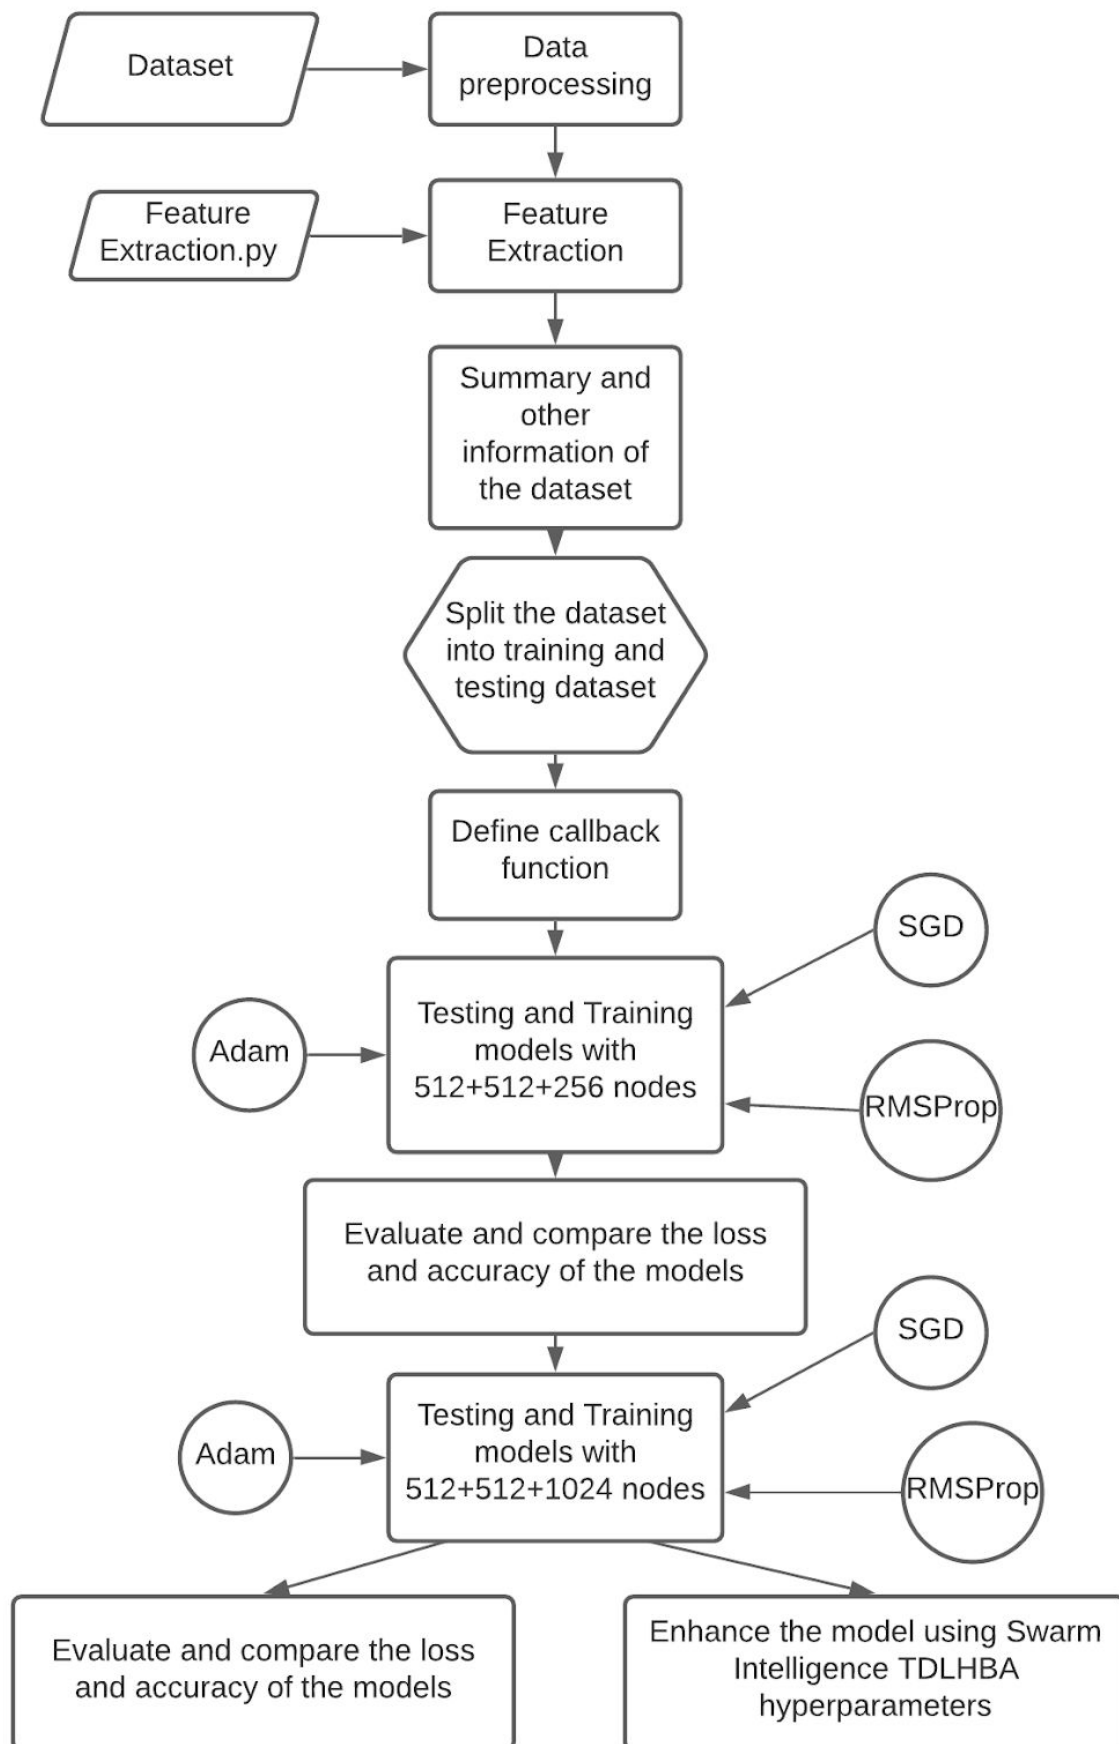 Dataset
Data
preprocessing
Feature
Extraction.py
Feature
Extraction
Summary and
other
information of
the dataset
Split the dataset
into training and
testing dataset
Define callback
function
SGD
Testing and Training
models with
512+512+256 nodes
Adam
RMSProp
Evaluate and compare the loss
and accuracy of the models
SGD
Testing and Training
models with
512+512+1024 nodes
Adam
RMSProp
Evaluate and compare the loss
and accuracy of the models
Enhance the model using Swarm
Intelligence TDLHBA
hyperparameters